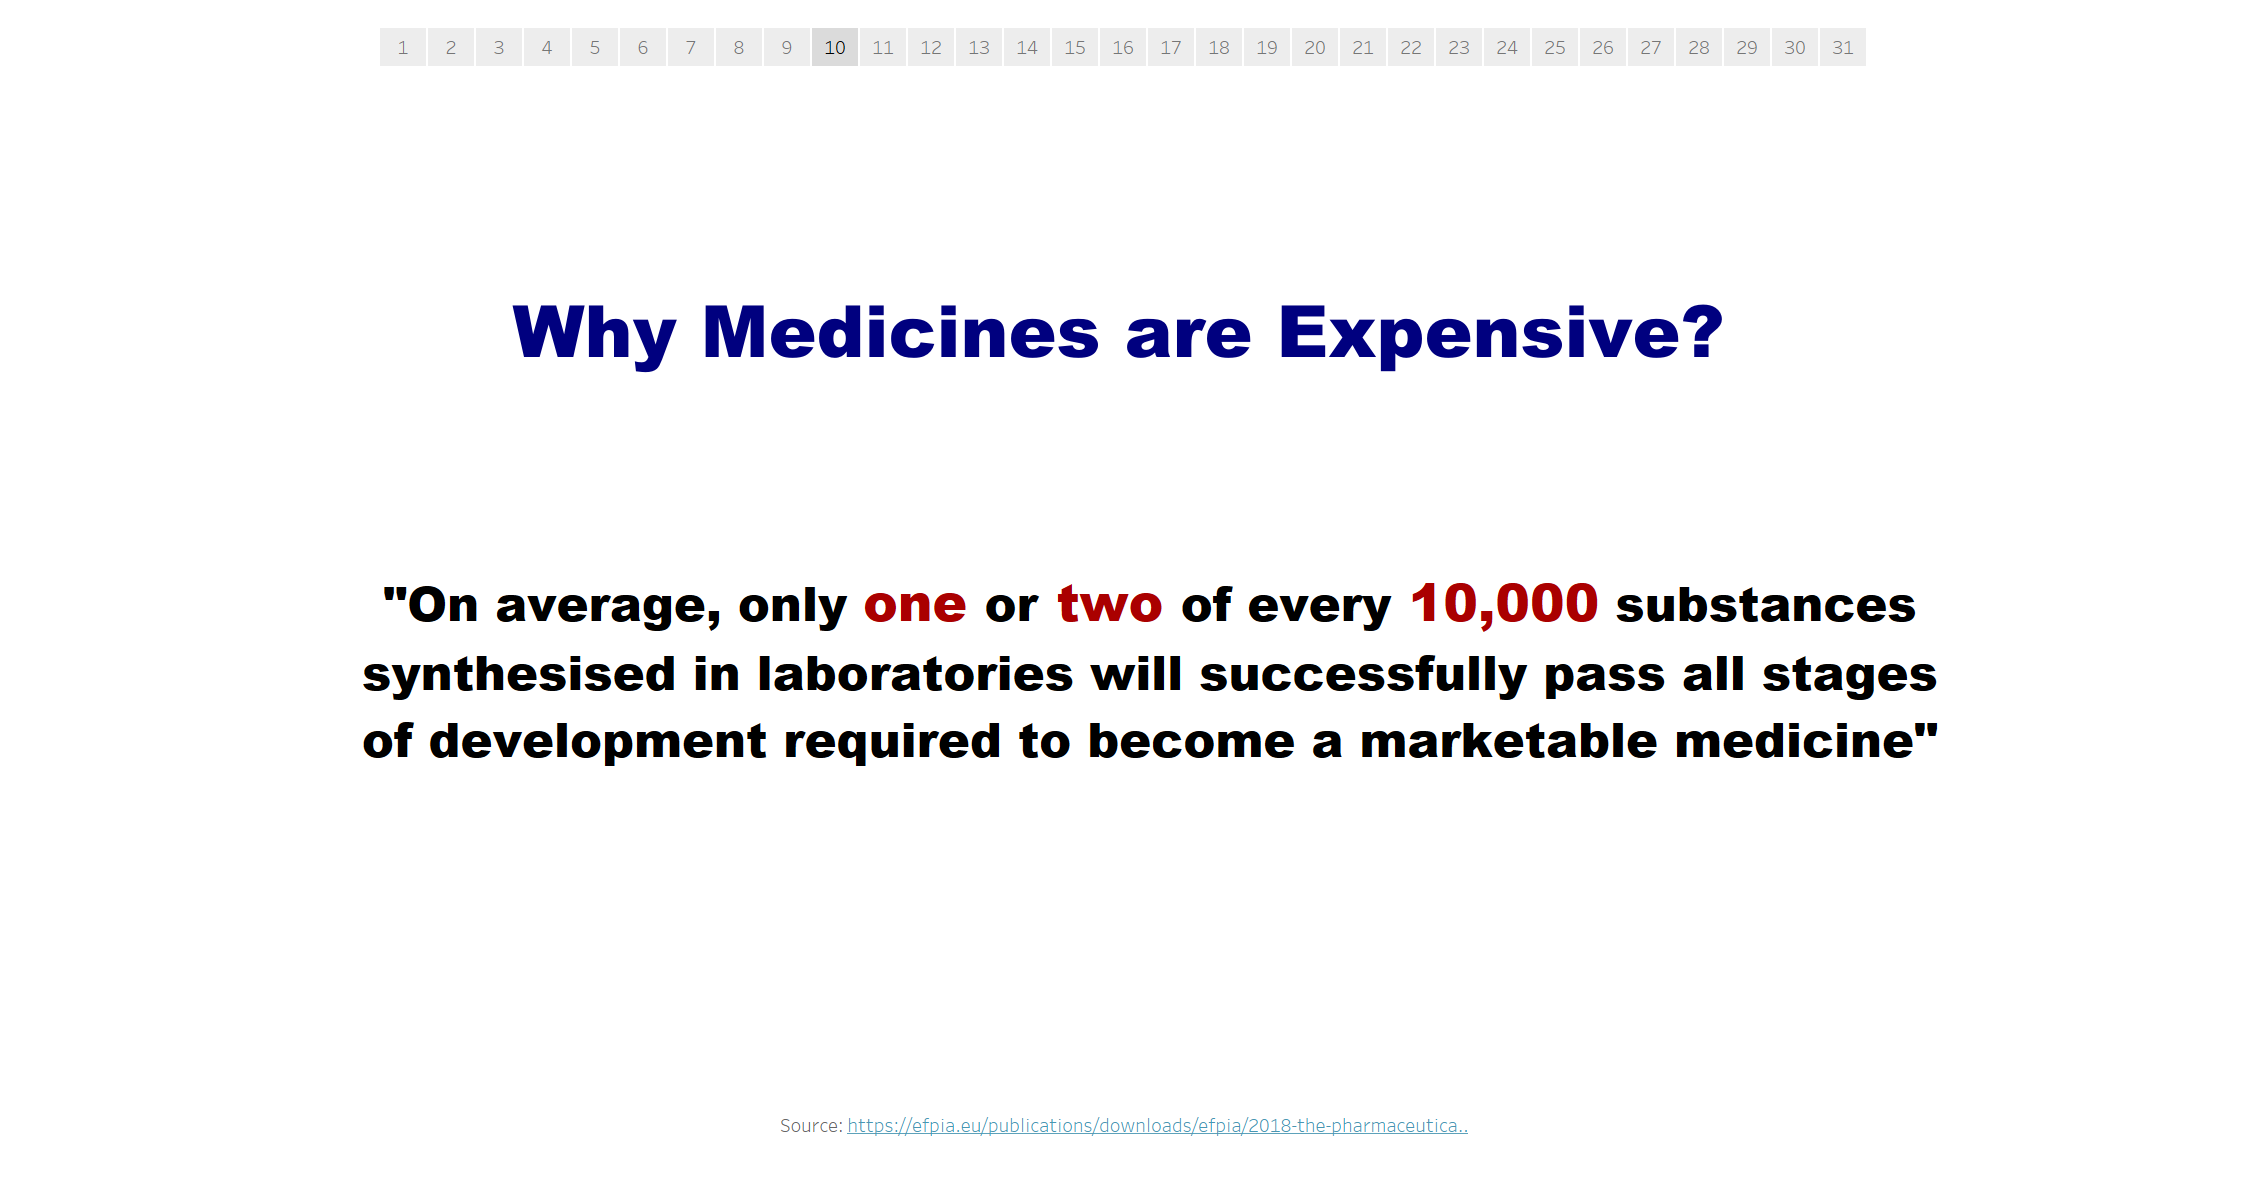 1 2 3 4 5 6 7 8 9 10 11 12 13 14 15 16 17 18 19 20 21 22 23 24 25 26 27 28 29 30 31
Why Medicines are Expensive?
"On average, only one or two of every 10,000 substances
synthesised in laboratories will successfully pass all stages
of development required to become a marketable medicine"
Source: https://efpia.eu/publications/downloads/efpia/2018-the-pharmaceutica..